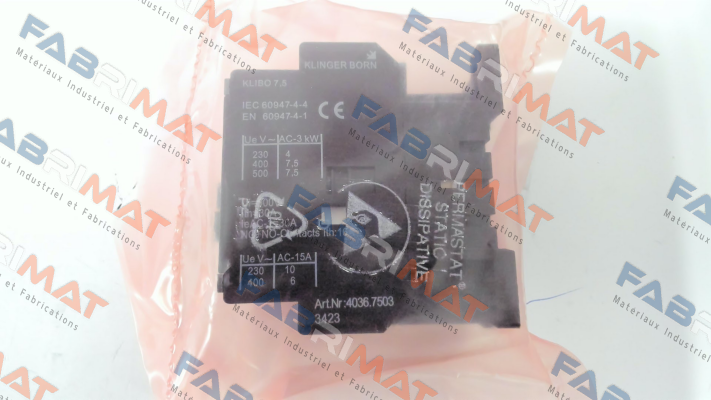 KLINGER BORN
KLIBO 7.5
IEC 60947-4-4
EN 60947-4-1
CE
Ue V ~ AC-3 kW
230 4
400 7,5
500 7,5
Ue V~ AC-15A
230 10
400 6
Art.Nr:4036.7503
3423
PERMASTAT®
STATIC
DISSIPATIVE
FABRIMAT
Materiaux Industriel et Fabrications